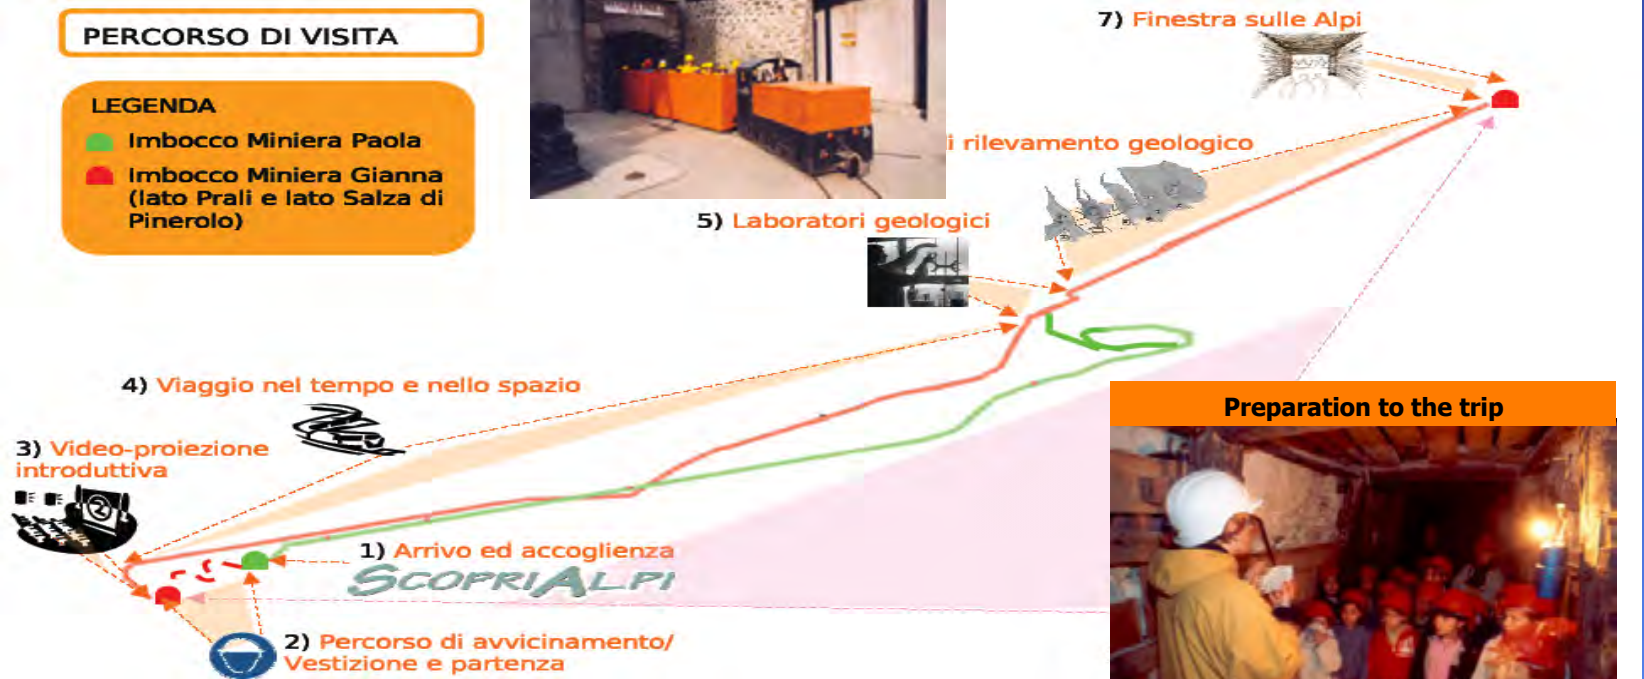 PERCORSO DI VISITA
LEGENDA
Imbocco Miniera Paola
Imbocco Miniera Gianna
(lato Prali e lato Salza di
Pinerolo)
7) Finestra sulle Alpi
i rilevamento geologico
5) Laboratori geologici
4) Viaggio nel tempo e nello spazio
3) Video-proiezione
introduttiva
1) Arrivo ed accoglienza
SCOPRIALPI
2) Percorso di avvicinamento/
Vestizione e partenza
Preparation to the trip